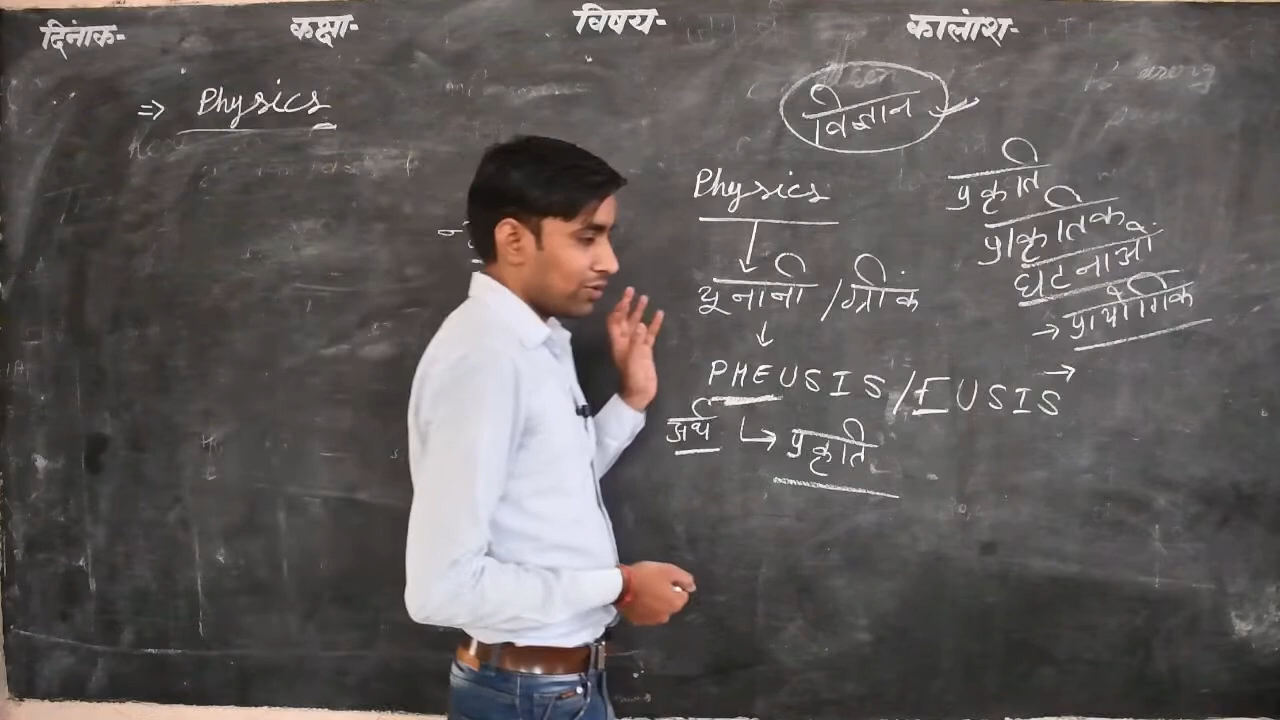 दिनाँक- कक्षा- विषय- कालांश-
⇒ Physics
विज्ञान
Physics
↓
यूनानी / ग्रीक
↓
PHEUSIS / FUSIS →
अर्थ ↳ प्रकृति
प्रकृति
प्राकृतिक
घटनाओं
→ प्रायोगिक